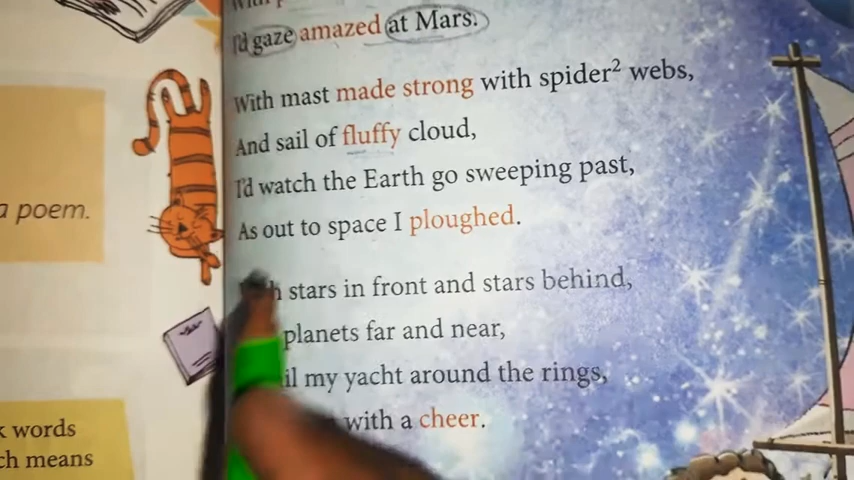 I'd gaze amazed at Mars.
With mast made strong with spider² webs,
And sail of fluffy cloud,
I'd watch the Earth go sweeping past,
As out to space I ploughed.
stars in front and stars behind,
planets far and near,
my yacht around the rings,
with a cheer.
a poem.
words
means